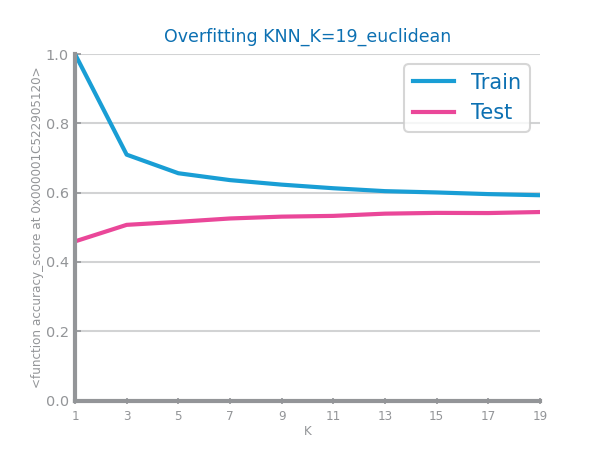 Overfitting KNN_K=19_euclidean
<function accuracy_score at 0x000001C522905120>
1.0
0.8
0.6
0.4
0.2
0.0
Train
Test
1 3 5 7 9 11 13 15 17 19
K